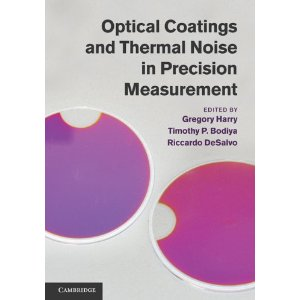 Optical Coatings
and Thermal Noise
in Precision
Measurement
EDITED BY
Gregory Harry
Timothy P. Bodiya
Riccardo DeSalvo
CAMBRIDGE